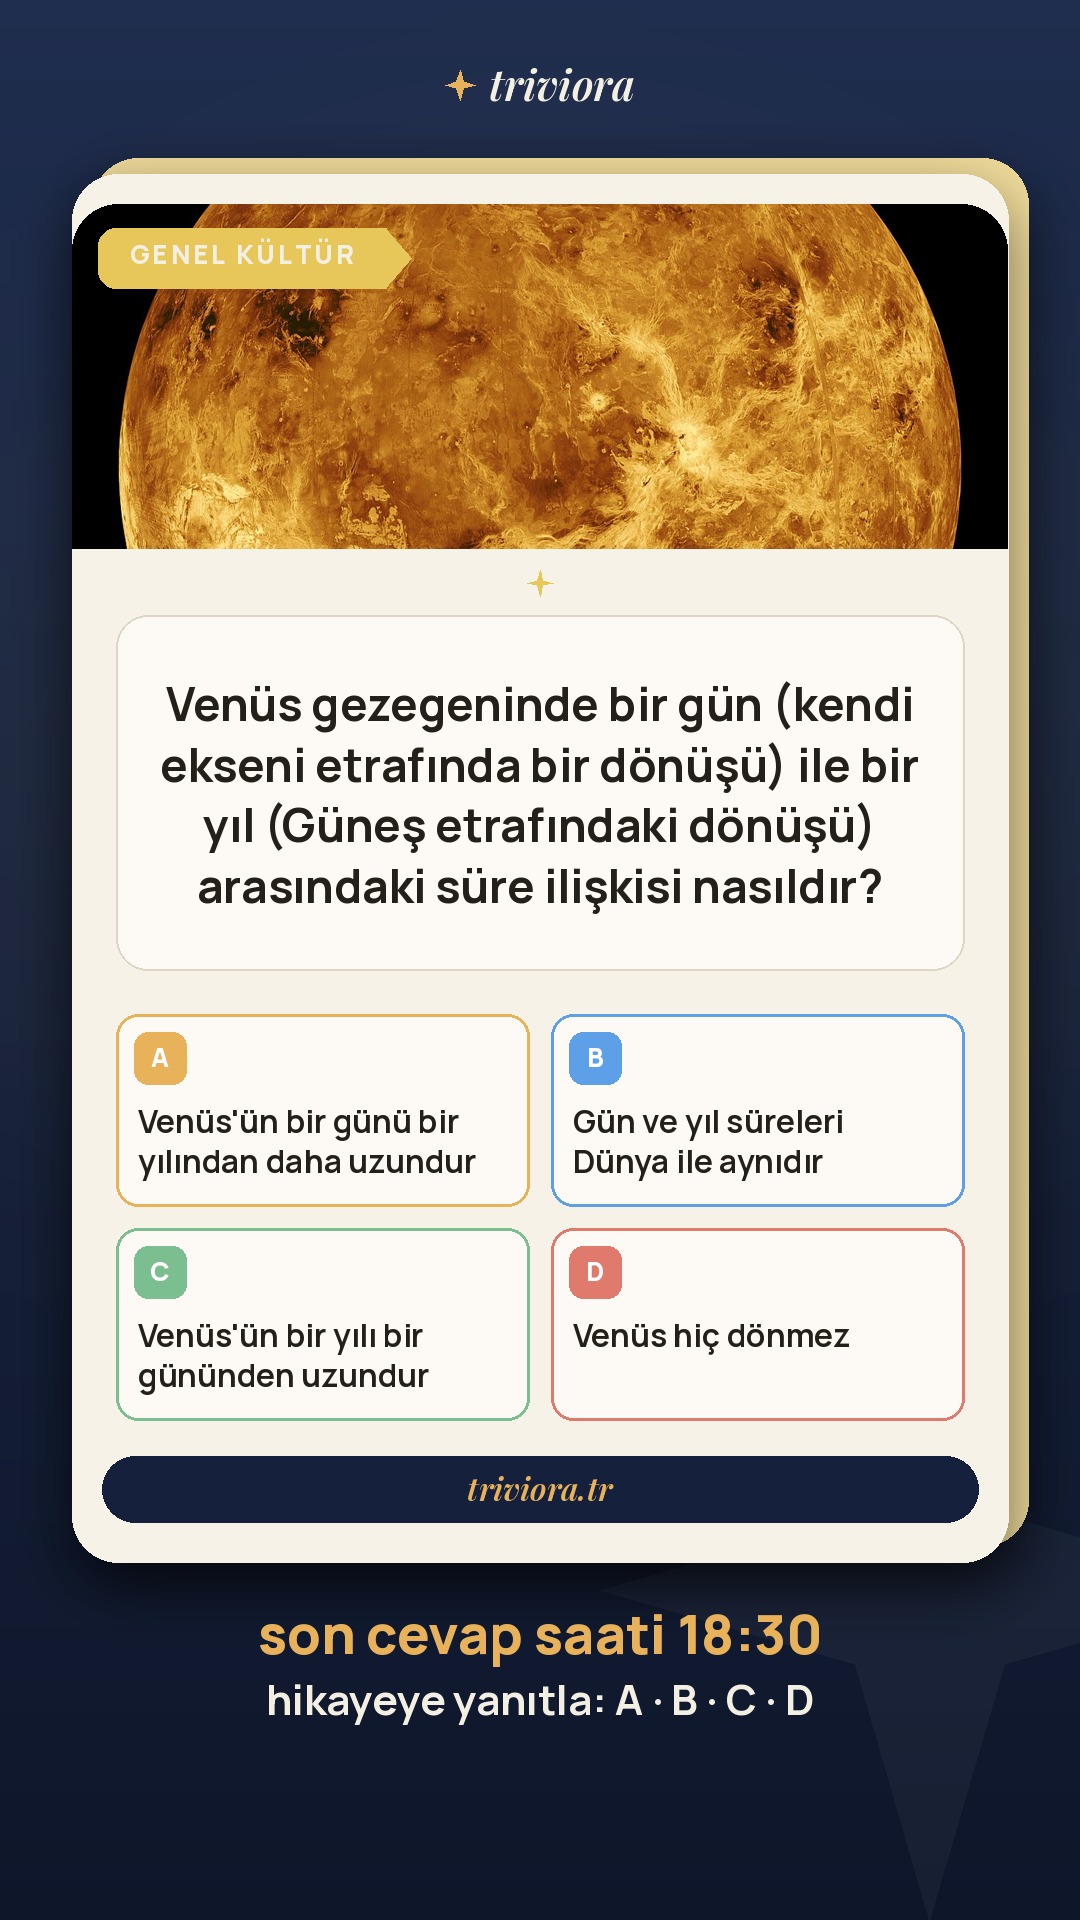 triviora
GENEL KÜLTÜR
Venüs gezegeninde bir gün (kendi
ekseni etrafında bir dönüşü) ile bir
yıl (Güneş etrafındaki dönüşü)
arasındaki süre ilişkisi nasıldır?
A
Venüs'ün bir günü bir
yılından daha uzundur
B
Gün ve yıl süreleri
Dünya ile aynıdır
C
Venüs'ün bir yılı bir
gününden uzundur
D
Venüs hiç dönmez
triviora.tr
son cevap saati 18:30
hikayeye yanıtla: A · B · C · D